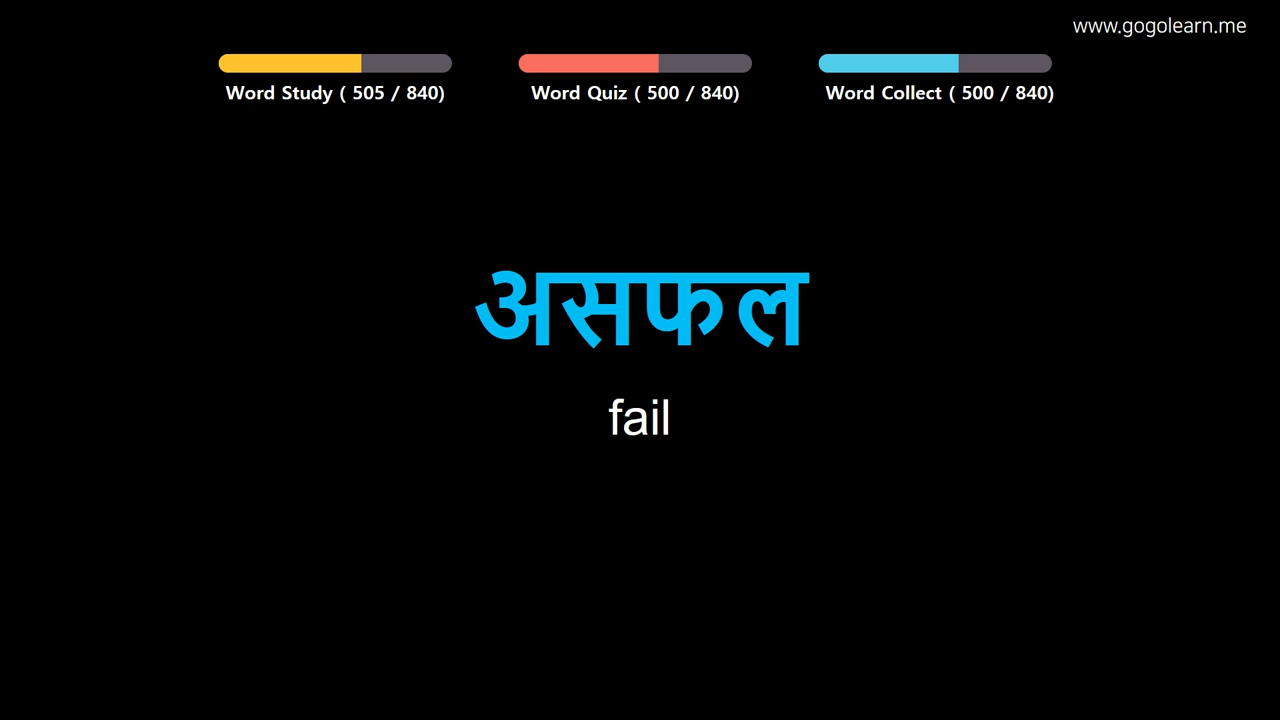 www.gogolearn.me
Word Study ( 505 / 840)
Word Quiz ( 500 / 840)
Word Collect ( 500 / 840)
असफल
fail